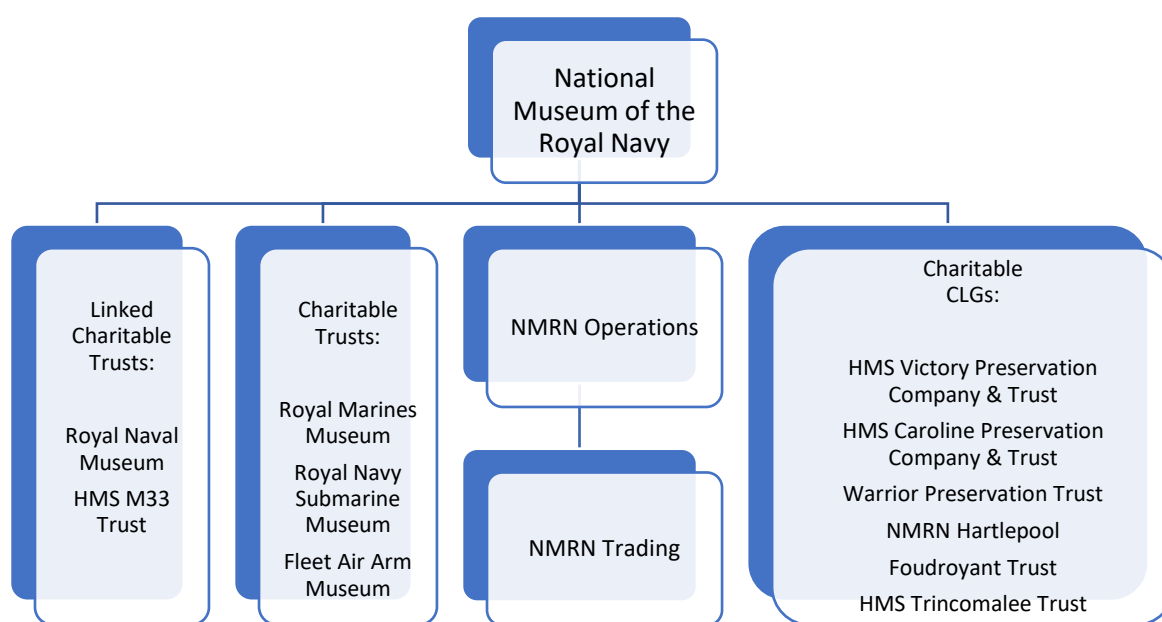 National
Museum of the
Royal Navy
Linked
Charitable
Trusts:
Royal Naval
Museum
HMS M33
Trust
Charitable
Trusts:
Royal Marines
Museum
Royal Navy
Submarine
Museum
Fleet Air Arm
Museum
NMRN Operations
NMRN Trading
Charitable
CLGs:
HMS Victory Preservation
Company & Trust
HMS Caroline Preservation
Company & Trust
Warrior Preservation Trust
NMRN Hartlepool
Foudroyant Trust
HMS Trincomalee Trust